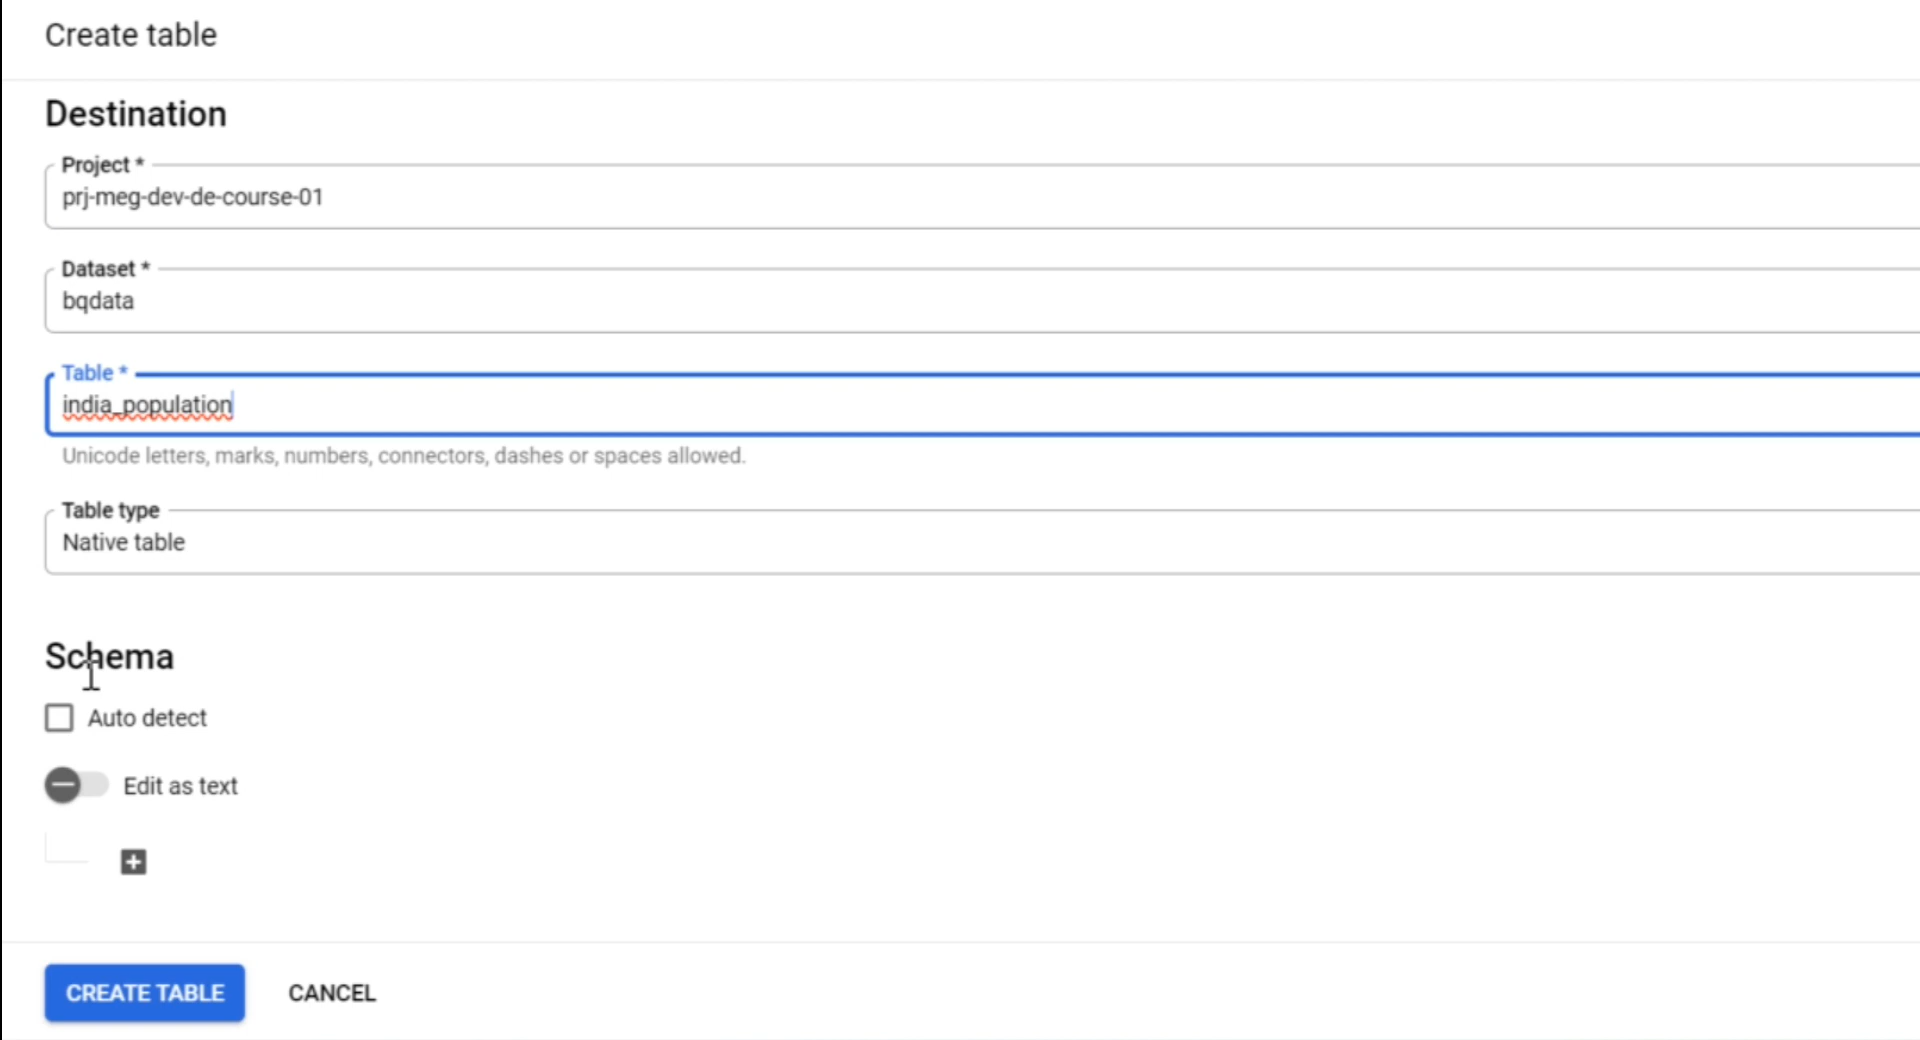 Create table
Destination
Project *
prj-meg-dev-de-course-01
Dataset *
bqdata
Table *
india_population
Unicode letters, marks, numbers, connectors, dashes or spaces allowed.
Table type
Native table
Schema
Auto detect
Edit as text
CREATE TABLE CANCEL